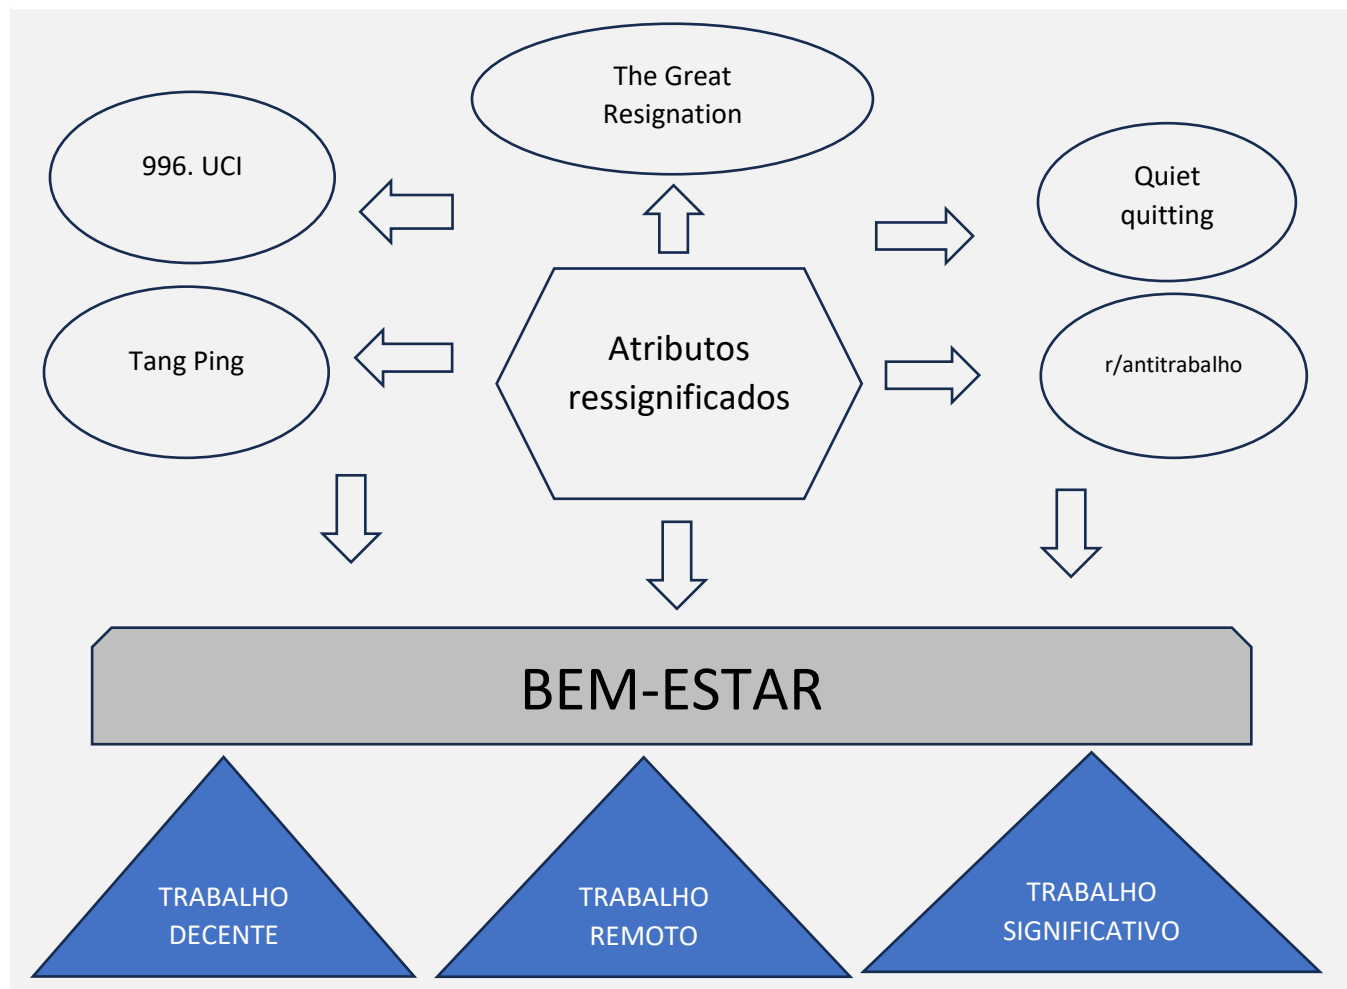 The Great
Resignation
996. UCI
Quiet
quitting
Tang Ping
Atributos
ressignificados
r/antitrabalho
BEM-ESTAR
TRABALHO
DECENTE
TRABALHO
REMOTO
TRABALHO
SIGNIFICATIVO